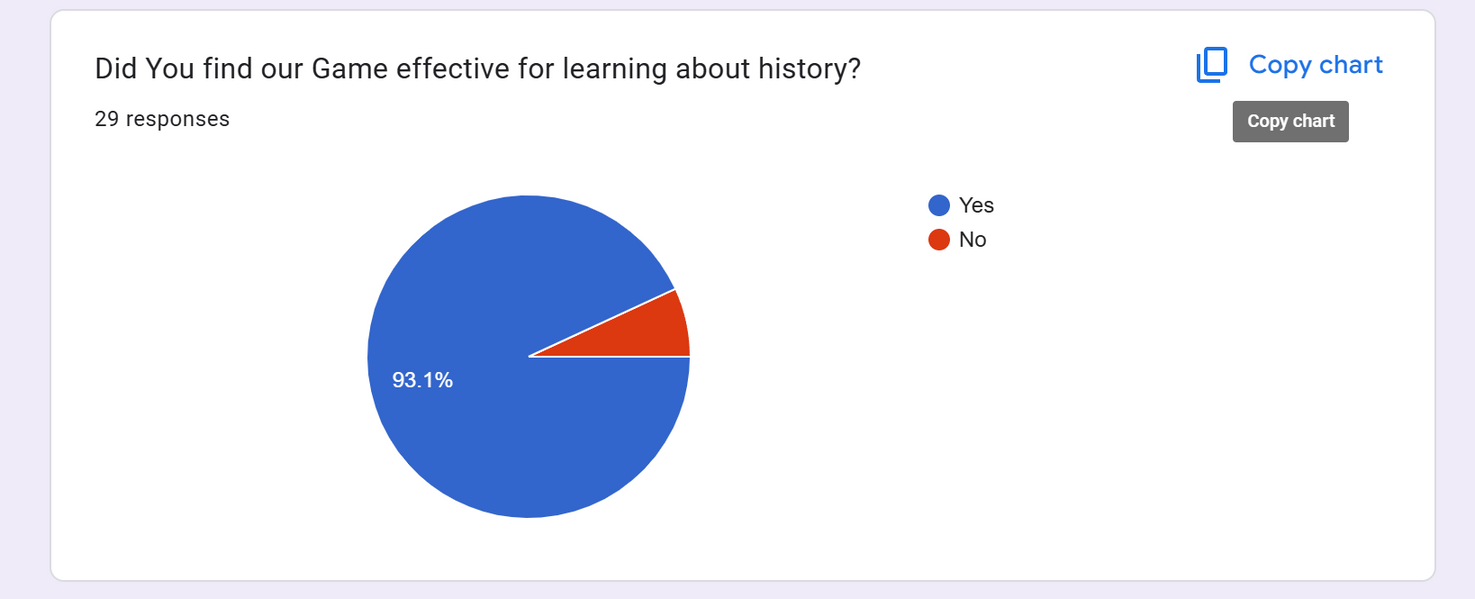 Did You find our Game effective for learning about history?
Copy chart
29 responses
Copy chart
Yes
No
93.1%